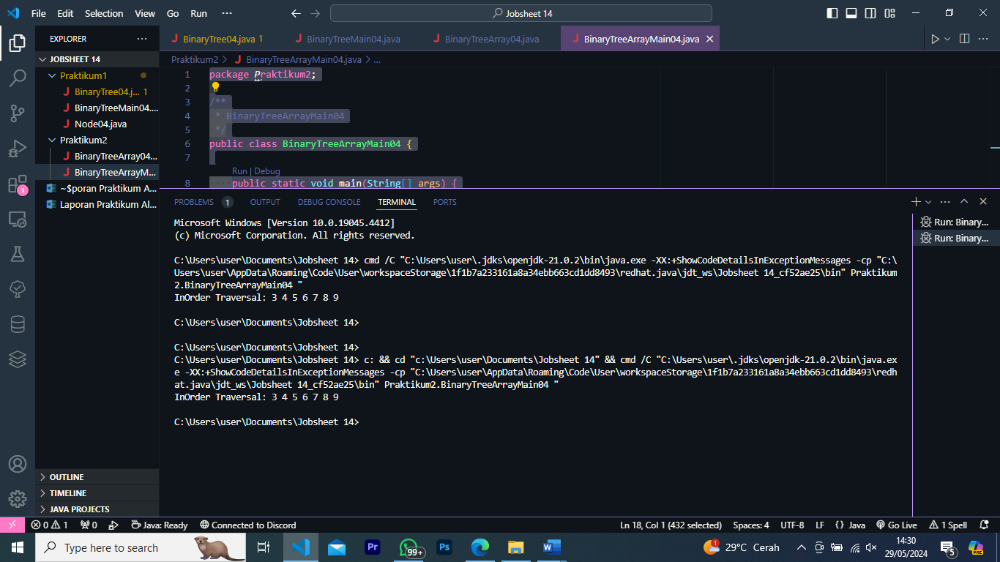 File Edit Selection View Go Run ···
Jobsheet 14
EXPLORER ···
JOBSHEET 14
Praktikum1
BinaryTree04.j... 1
BinaryTreeMain04....
Node04.java
Praktikum2
BinaryTreeArray04...
BinaryTreeArrayM...
~$poran Praktikum A...
Laporan Praktikum Al...
OUTLINE
TIMELINE
JAVA PROJECTS
1
BinaryTree04.java 1
BinaryTreeMain04.java
BinaryTreeArray04.java
BinaryTreeArrayMain04.java
Praktikum2 > BinaryTreeArrayMain04.java > ...
1 package Praktikum2;
2
3 /**
4 * BinaryTreeArrayMain04
5 */
6 public class BinaryTreeArrayMain04 {
7
Run | Debug
8 public static void main(String[] args) {
PROBLEMS 1 OUTPUT DEBUG CONSOLE TERMINAL PORTS
Microsoft Windows [Version 10.0.19045.4412]
(c) Microsoft Corporation. All rights reserved.
C:\Users\user\Documents\Jobsheet 14> cmd /C "C:\Users\user\.jdks\openjdk-21.0.2\bin\java.exe -XX:+ShowCodeDetailsInExceptionMessages -cp "C:\
Users\user\AppData\Roaming\Code\User\workspaceStorage\1f1b7a233161a8a34ebb663cd1dd8493\redhat.java\jdt_ws\Jobsheet 14_cf52ae25\bin" Praktikum
2.BinaryTreeArrayMain04 "
InOrder Traversal: 3 4 5 6 7 8 9
C:\Users\user\Documents\Jobsheet 14>
C:\Users\user\Documents\Jobsheet 14>
C:\Users\user\Documents\Jobsheet 14> c: && cd "c:\Users\user\Documents\Jobsheet 14" && cmd /C "C:\Users\user\.jdks\openjdk-21.0.2\bin\java.ex
e -XX:+ShowCodeDetailsInExceptionMessages -cp "C:\Users\user\AppData\Roaming\Code\User\workspaceStorage\1f1b7a233161a8a34ebb663cd1dd8493\redh
at.java\jdt_ws\Jobsheet 14_cf52ae25\bin" Praktikum2.BinaryTreeArrayMain04 "
InOrder Traversal: 3 4 5 6 7 8 9
C:\Users\user\Documents\Jobsheet 14>
Run: Binary...
Run: Binary...
0 1 0 Java: Ready Connected to Discord
Ln 18, Col 1 (432 selected) Spaces: 4 UTF-8 LF {} Java Go Live 1 Spell
Type here to search
Pr
99+
Ps
W
1
29°C Cerah
14:30
29/05/2024
5
PRE